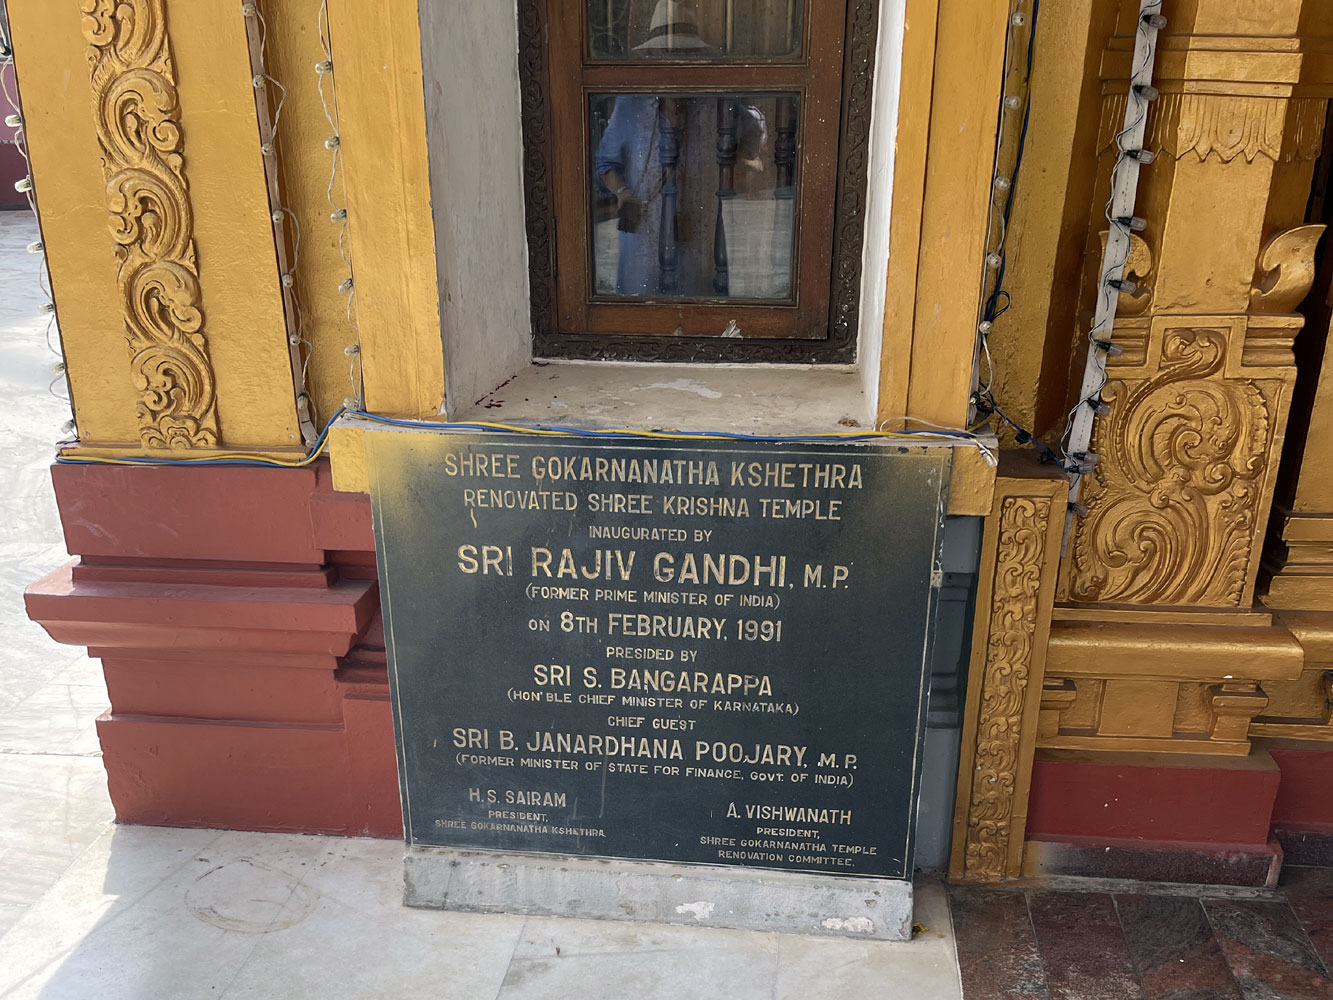 SHREE GOKARNANATHA KSHETHRA
RENOVATED SHREE KRISHNA TEMPLE
INAUGURATED BY
SRI RAJIV GANDHI, M.P.
(FORMER PRIME MINISTER OF INDIA)
ON 8TH FEBRUARY, 1991
PRESIDED BY
SRI S. BANGARAPPA
(HON'BLE CHIEF MINISTER OF KARNATAKA)
CHIEF GUEST
SRI B. JANARDHANA POOJARY, M.P.
(FORMER MINISTER OF STATE FOR FINANCE, GOVT. OF INDIA)
H.S. SAIRAM
PRESIDENT,
SHREE GOKARNANATHA KSHETHRA
A. VISHWANATH
PRESIDENT,
SHREE GOKARNANATHA TEMPLE
RENOVATION COMMITTEE.